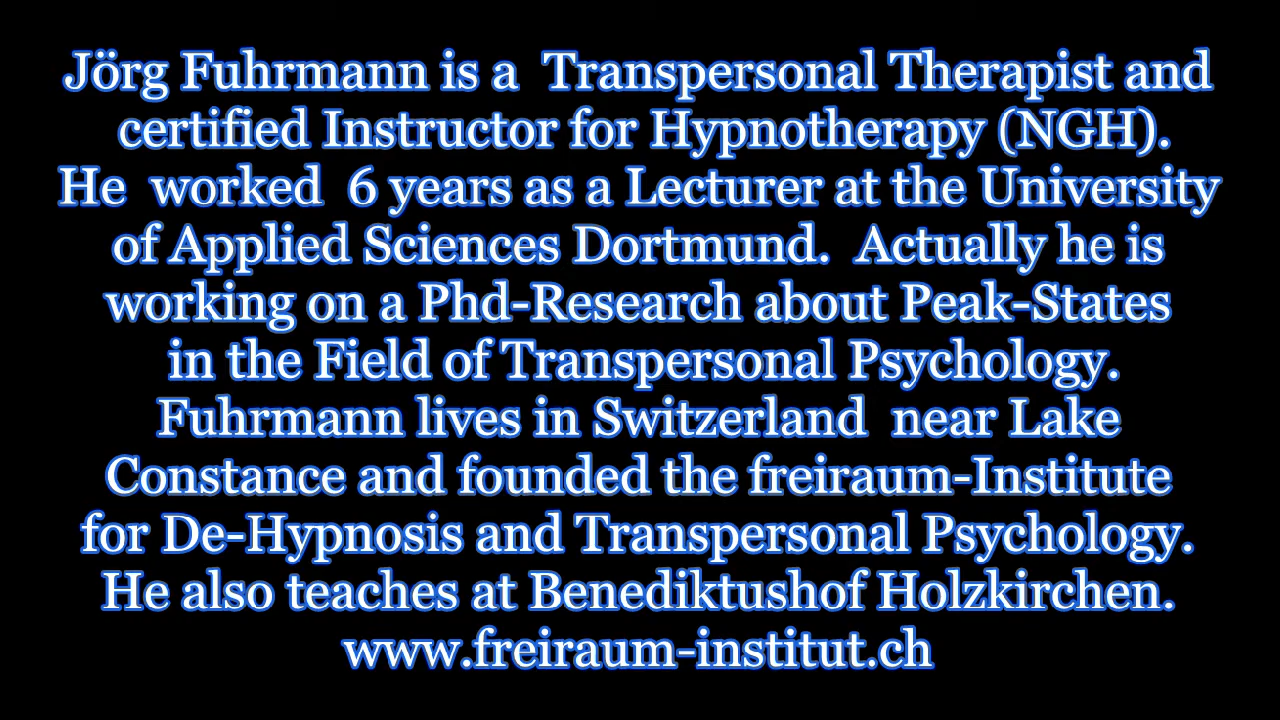 Jörg Fuhrmann is a  Transpersonal Therapist and
certified Instructor for Hypnotherapy (NGH).
He  worked  6 years as a Lecturer at the University
of Applied Sciences Dortmund.  Actually he is
working on a Phd-Research about Peak-States
in the Field of Transpersonal Psychology.
Fuhrmann lives in Switzerland  near Lake
Constance and founded the freiraum-Institute
for De-Hypnosis and Transpersonal Psychology.
He also teaches at Benediktushof Holzkirchen.
www.freiraum-institut.ch